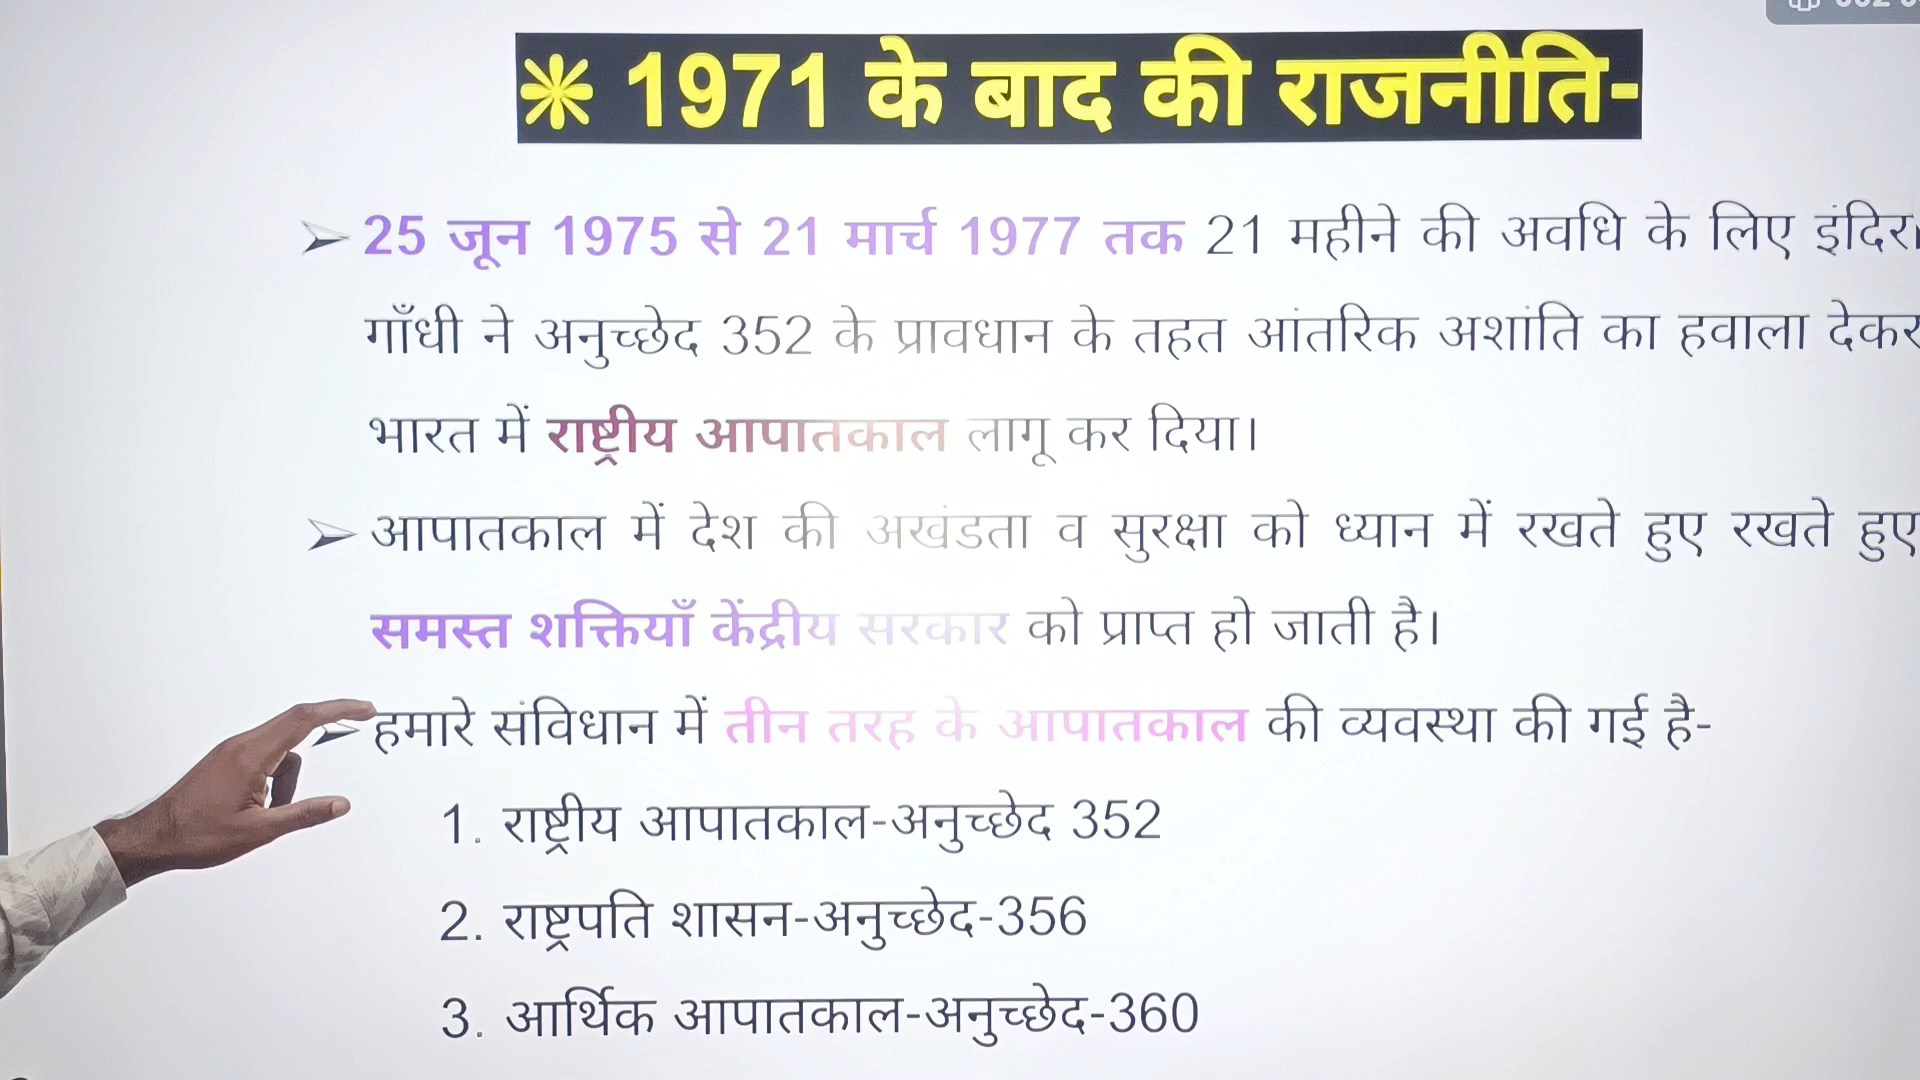 ❋ 1971 के बाद की राजनीति-
➢ 25 जून 1975 से 21 मार्च 1977 तक 21 महीने की अवधि के लिए इंदिरा
गाँधी ने अनुच्छेद 352 के प्रावधान के तहत आंतरिक अशांति का हवाला देकर
भारत में राष्ट्रीय आपातकाल लागू कर दिया।
➢ आपातकाल में देश की अखंडता व सुरक्षा को ध्यान में रखते हुए रखते हुए
समस्त शक्तियाँ केंद्रीय सरकार को प्राप्त हो जाती है।
➢ हमारे संविधान में तीन तरह के आपातकाल की व्यवस्था की गई है-
1. राष्ट्रीय आपातकाल-अनुच्छेद 352
2. राष्ट्रपति शासन-अनुच्छेद-356
3. आर्थिक आपातकाल-अनुच्छेद-360